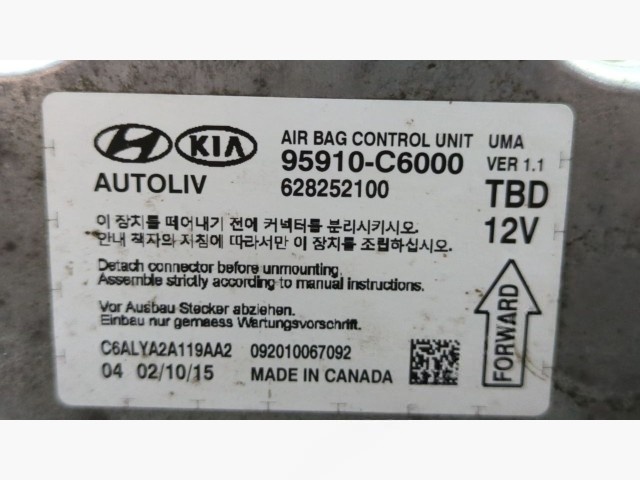 KIA
AIR BAG CONTROL UNIT
UMA
95910-C6000
VER 1.1
AUTOLIV
628252100
TBD
이 장치를 떼어내기 전에 커넥터를 분리시키시오.
12V
안내 책자의 지침에 따라서만 이 장치를 조립하십시오.
Detach connector before unmounting.
Assemble strictly according to manual instructions.
Vor Ausbau Stecker abziehen.
Einbau nur gemaess Wartungsvorschrift.
FORWARD
C6ALYA2A119AA2
092010067092
04 02/10/15
MADE IN CANADA